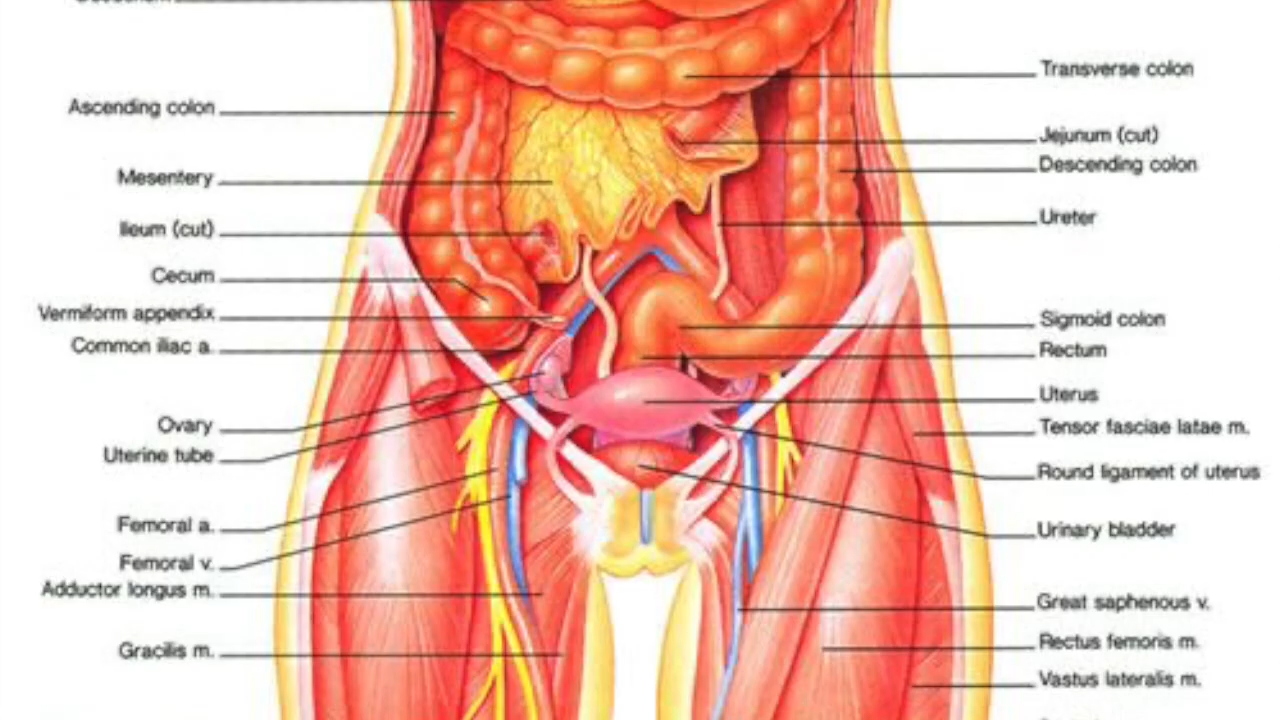 Ascending colon
Mesentery
Ileum (cut)
Cecum
Vermiform appendix
Common iliac a.
Ovary
Uterine tube
Femoral a.
Femoral v.
Adductor longus m.
Gracilis m.
Transverse colon
Jejunum (cut)
Descending colon
Ureter
Sigmoid colon
Rectum
Uterus
Tensor fasciae latae m.
Round ligament of uterus
Urinary bladder
Great saphenous v.
Rectus femoris m.
Vastus lateralis m.